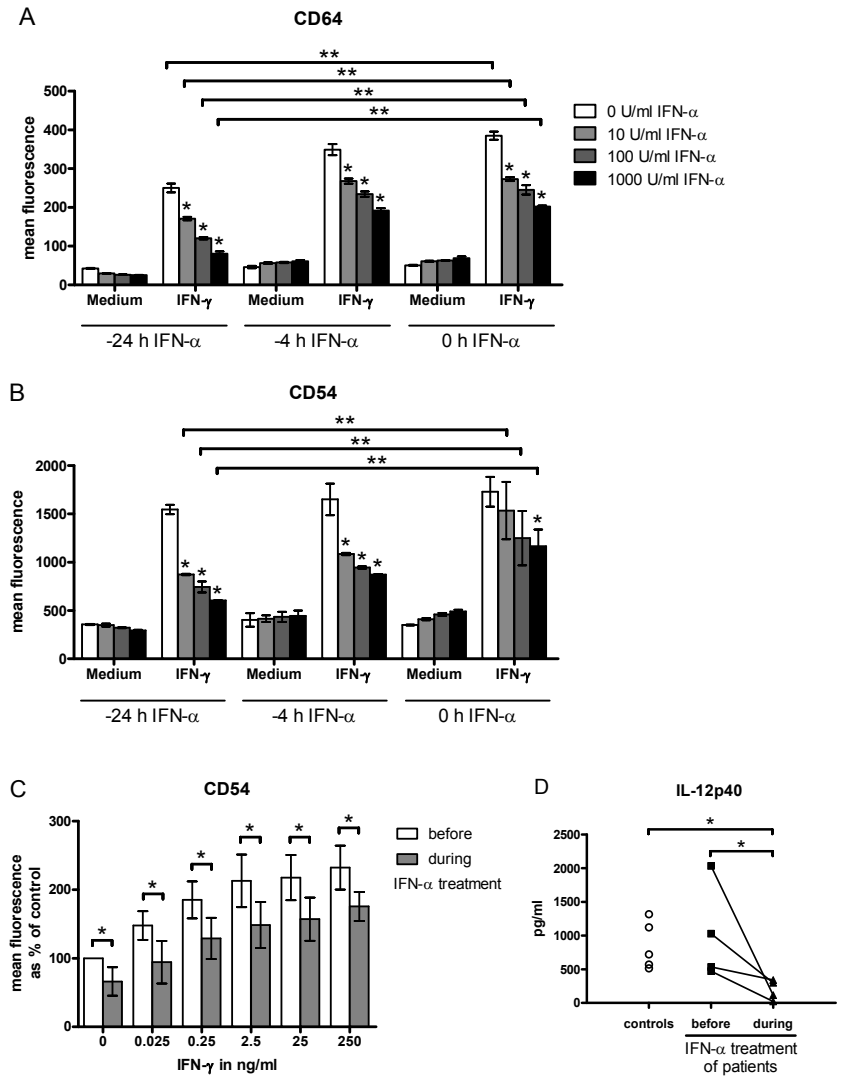 A
CD64
**
**
**
**
500
400
300
200
100
0
mean fluorescence
* * *
* * *
* * *
0 U/ml IFN-α
10 U/ml IFN-α
100 U/ml IFN-α
1000 U/ml IFN-α
Medium IFN-γ Medium IFN-γ Medium IFN-γ
-24 h IFN-α -4 h IFN-α 0 h IFN-α
B
CD54
**
**
**
2000
1500
1000
500
0
mean fluorescence
* * *
* * *
*
Medium IFN-γ Medium IFN-γ Medium IFN-γ
-24 h IFN-α -4 h IFN-α 0 h IFN-α
C
CD54
300
200
100
0
mean fluorescence
as % of control
* * * * * *
before
during
IFN-α treatment
0 0.025 0.25 2.5 25 250
IFN-γ in ng/ml
D
IL-12p40
*
*
2500
2000
1500
1000
500
0
pg/ml
controls before during
IFN-α treatment
of patients